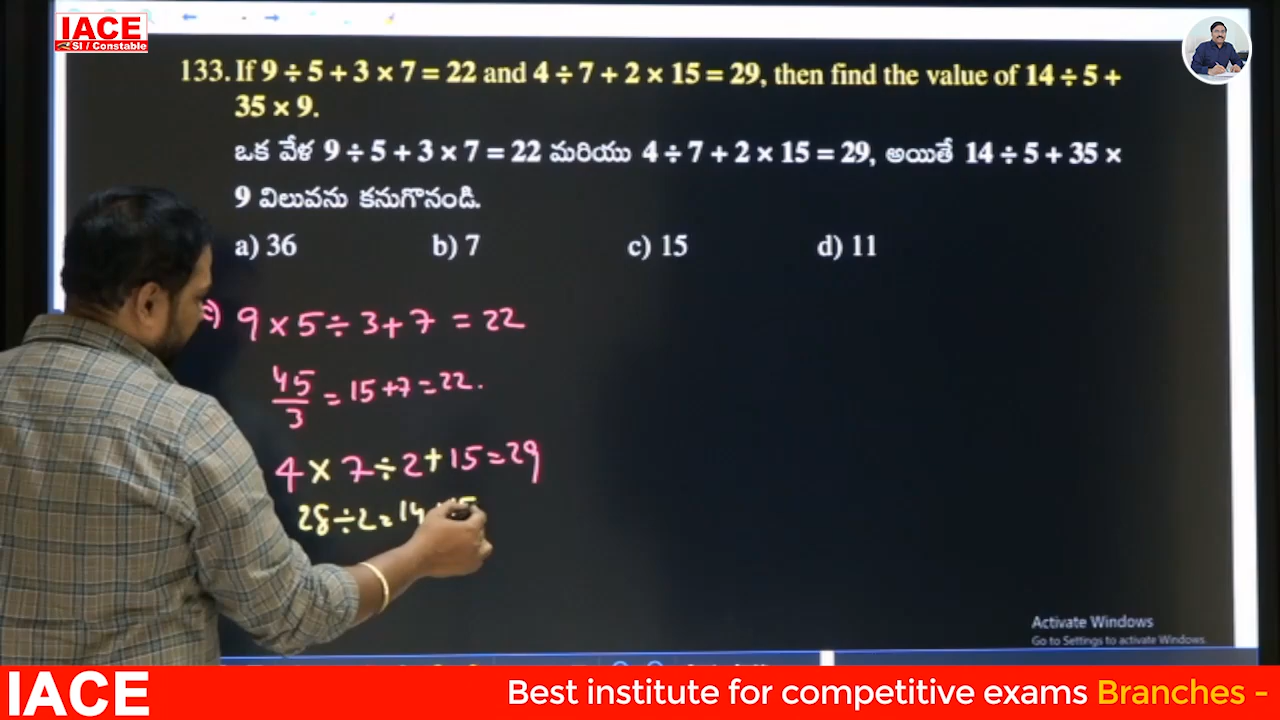 IACE
SI / Constable
133. If 9 ÷ 5 + 3 × 7 = 22 and 4 ÷ 7 + 2 × 15 = 29, then find the value of 14 ÷ 5 +
35 × 9.
ఒక వేళ 9 ÷ 5 + 3 × 7 = 22 మరియు 4 ÷ 7 + 2 × 15 = 29, అయితే 14 ÷ 5 + 35 ×
9 విలువను కనుగొనండి.
a) 36 b) 7 c) 15 d) 11
9 × 5 ÷ 3 + 7 = 22
45/3 = 15 + 7 = 22.
4 × 7 ÷ 2 + 15 = 29
28 ÷ 2 = 14
Activate Windows
Go to Settings to activate Windows.
IACE
Best institute for competitive exams Branches -